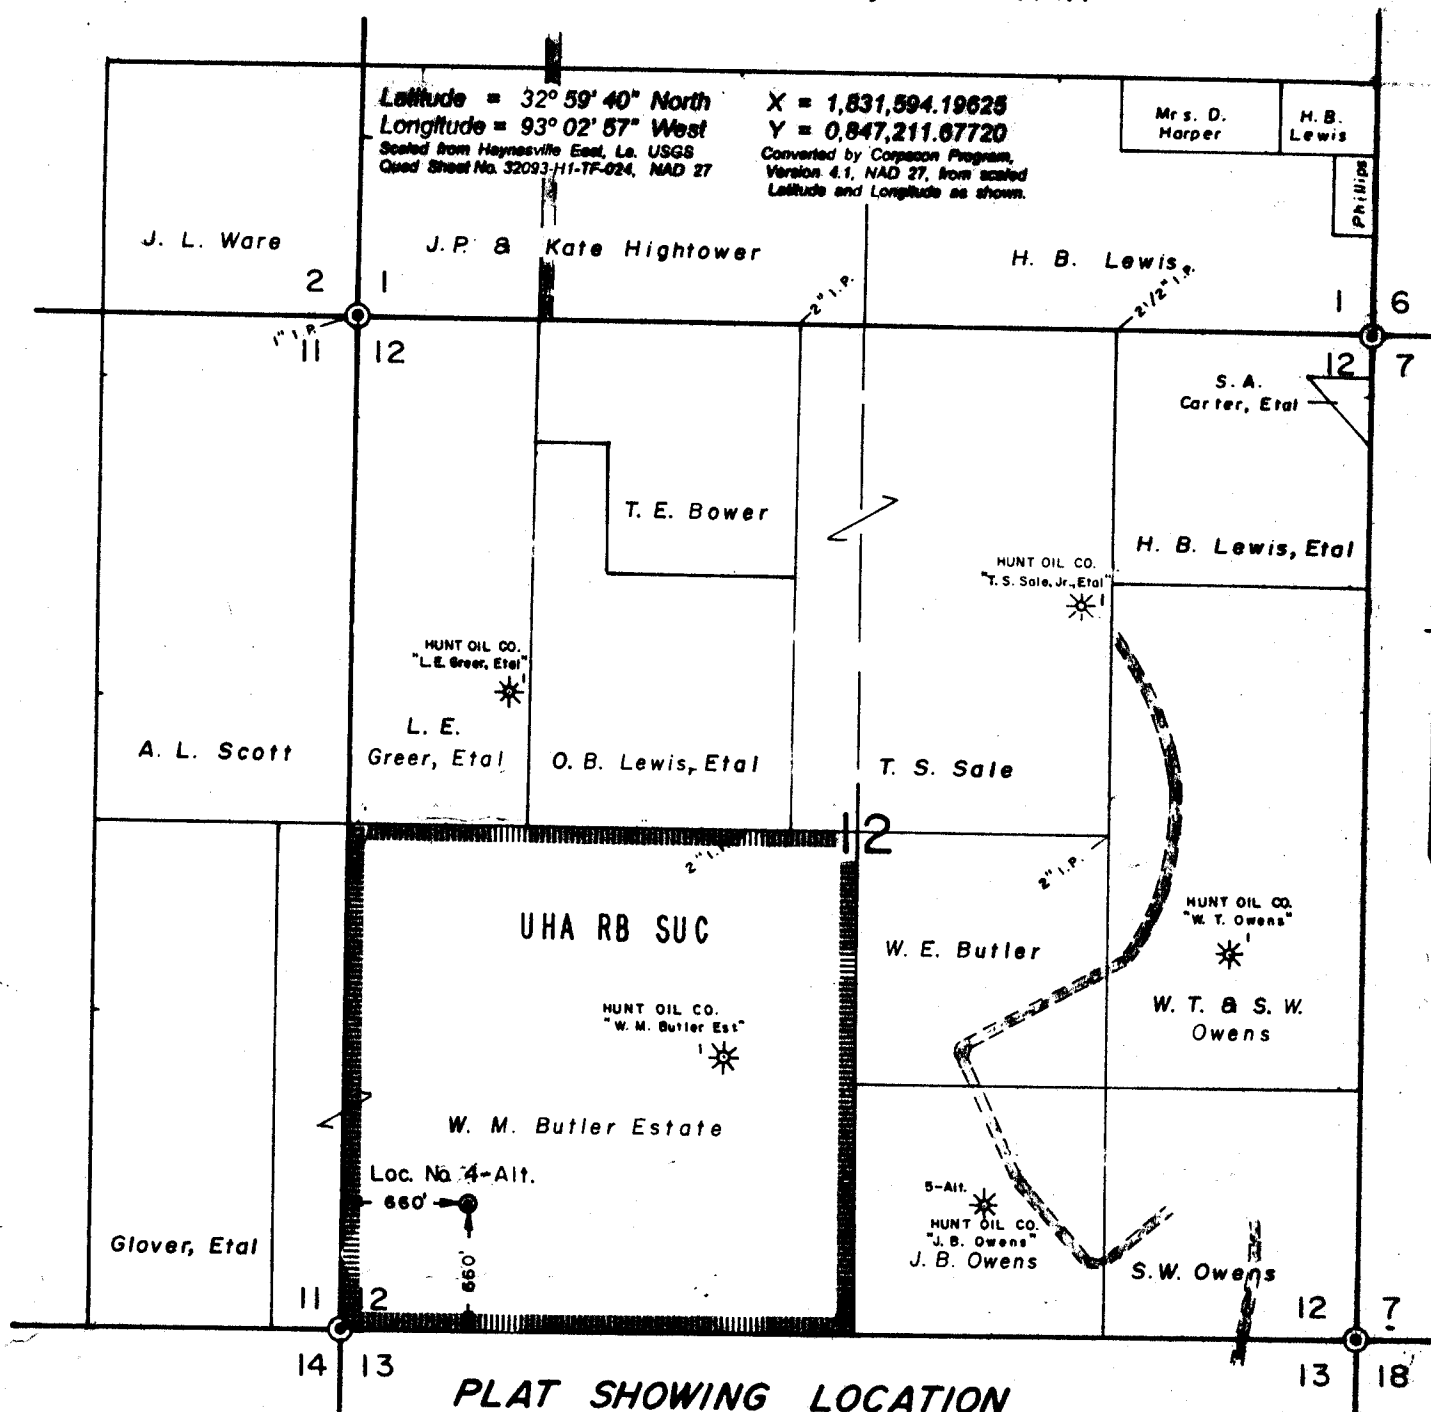 Latitude = 32° 59' 40" North
Longitude = 93° 02' 57" West
Scaled from Haynesville East, La. USGS
Quad Sheet No. 32093-H1-TF-024, NAD 27
X = 1,831,594.19625
Y = 0,847,211.67720
Converted by Corpscon Program,
Version 4.1, NAD 27, from scaled
Latitude and Longitude as shown.
Mrs. D.
Harper
H. B.
Lewis
Phillips
J. L. Ware
J. P. & Kate Hightower
H. B. Lewis
2 1
1" I.P.
11 12
2" I.P.
2 1/2" I.P.
1 6
12 7
S. A.
Carter, Etal
T. E. Bower
H. B. Lewis, Etal
HUNT OIL CO.
"T. S. Sale, Jr., Etal"
1
HUNT OIL CO.
"L. E. Greer, Etal"
1
L. E.
Greer, Etal
A. L. Scott
O. B. Lewis, Etal
T. S. Sale
12
2" I.P.
2" I.P.
UHA RB SUC
W. E. Butler
HUNT OIL CO.
"W. T. Owens"
1
W. T. & S. W.
Owens
HUNT OIL CO.
"W. M. Butler Est"
1
W. M. Butler Estate
Loc. No. 4-Alt.
660'
660'
5-Alt.
HUNT OIL CO.
"J. B. Owens"
J. B. Owens
S. W. Owens
Glover, Etal
11 12
14 13
12 7
13 18
PLAT SHOWING LOCATION